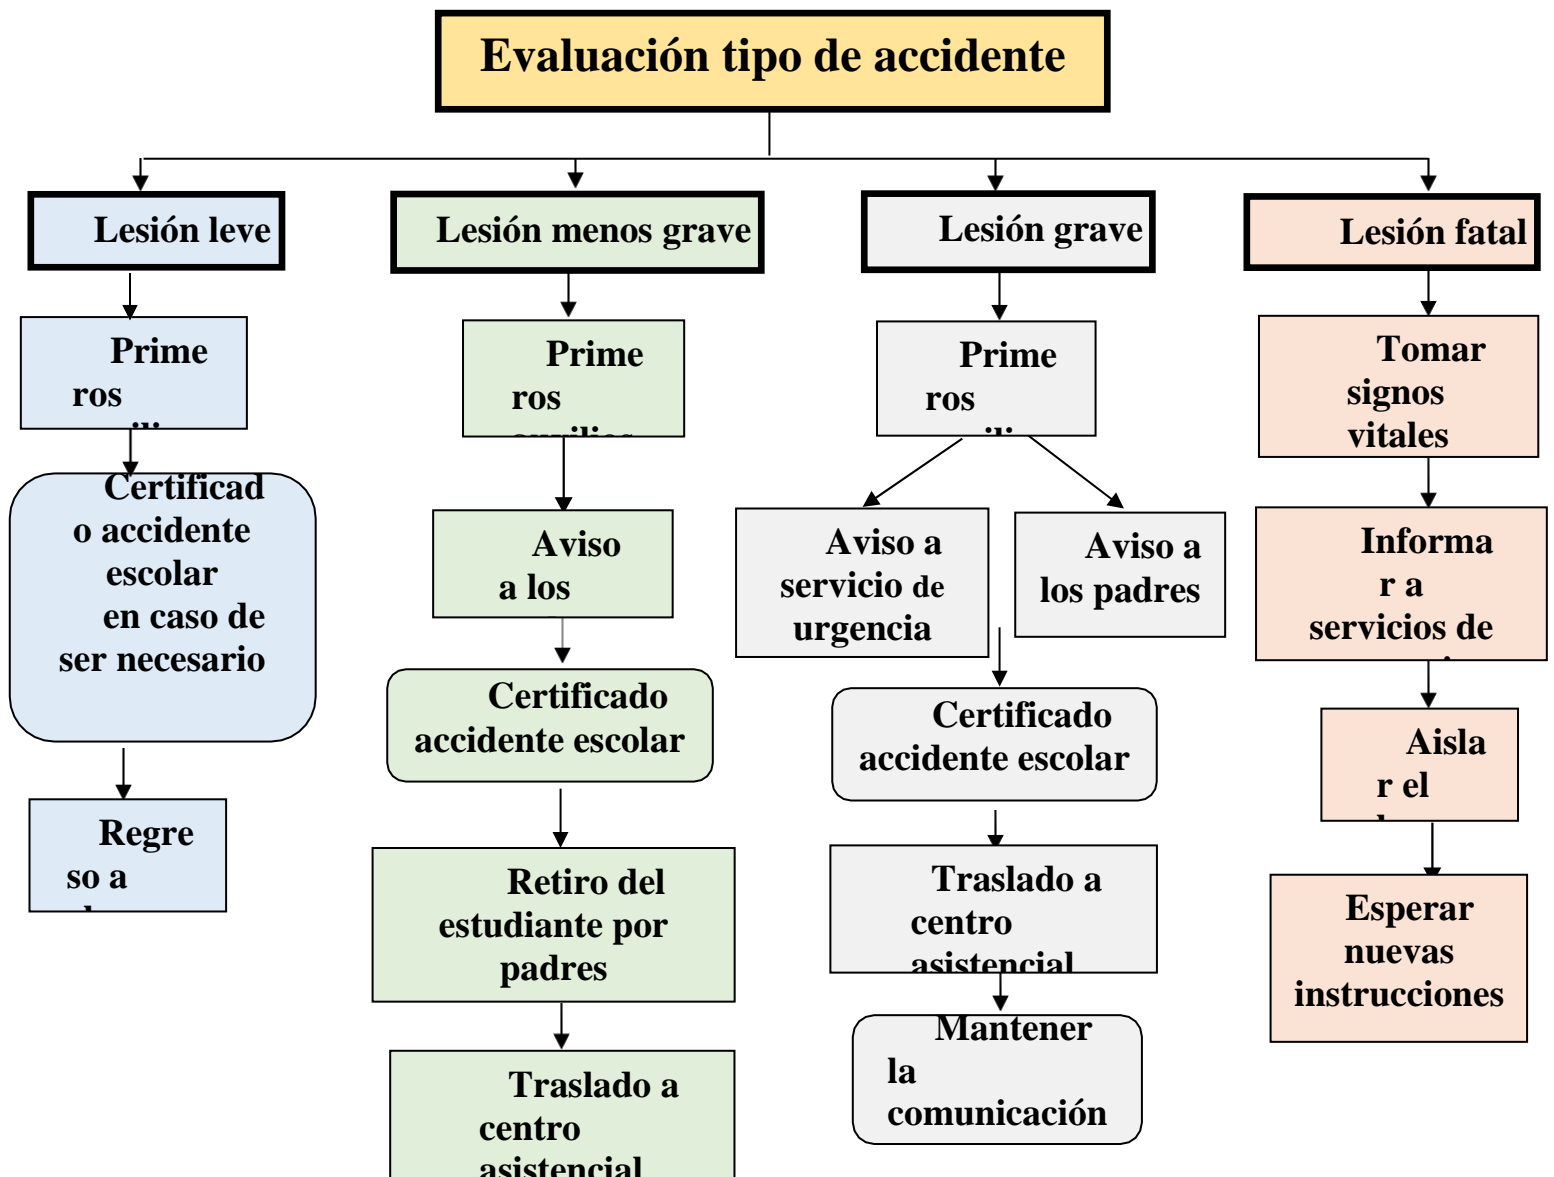 Evaluación tipo de accidente
Lesión leve
Prime
ros
Certificad
o accidente
escolar
en caso de
ser necesario
Regre
so a
Lesión menos grave
Prime
ros
auxilios
Aviso
a los
Certificado
accidente escolar
Retiro del
estudiante por
padres
Traslado a
centro
asistencial
Lesión grave
Prime
ros
Aviso a
servicio de
urgencia
Aviso a
los padres
Certificado
accidente escolar
Traslado a
centro
asistencial
Mantener
la
comunicación
Lesión fatal
Tomar
signos
vitales
Informa
r a
servicios de
Aisla
r el
Esperar
nuevas
instrucciones